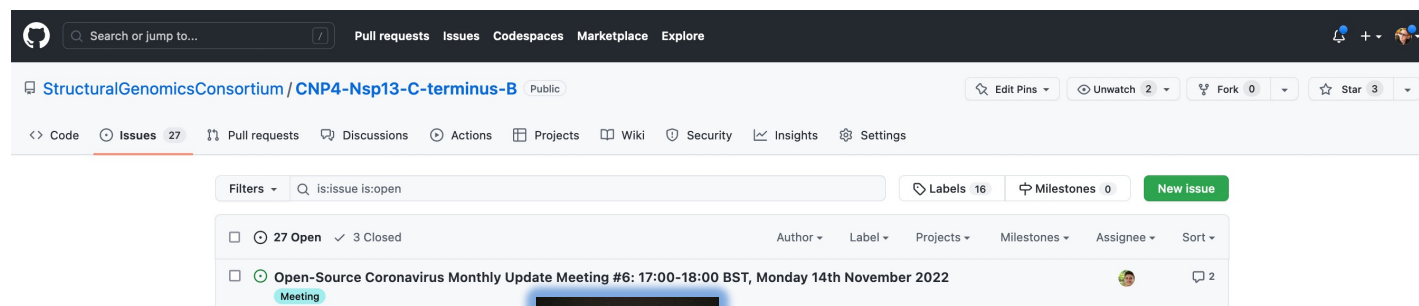 Search or jump to... / Pull requests Issues Codespaces Marketplace Explore
StructuralGenomicsConsortium / CNP4-Nsp13-C-terminus-B Public Edit Pins Unwatch 2 Fork 0 Star 3
<> Code Issues 27 Pull requests Discussions Actions Projects Wiki Security Insights Settings
Filters is:issue is:open Labels 16 Milestones 0 New issue
27 Open 3 Closed Author Label Projects Milestones Assignee Sort
Open-Source Coronavirus Monthly Update Meeting #6: 17:00-18:00 BST, Monday 14th November 2022 2
Meeting